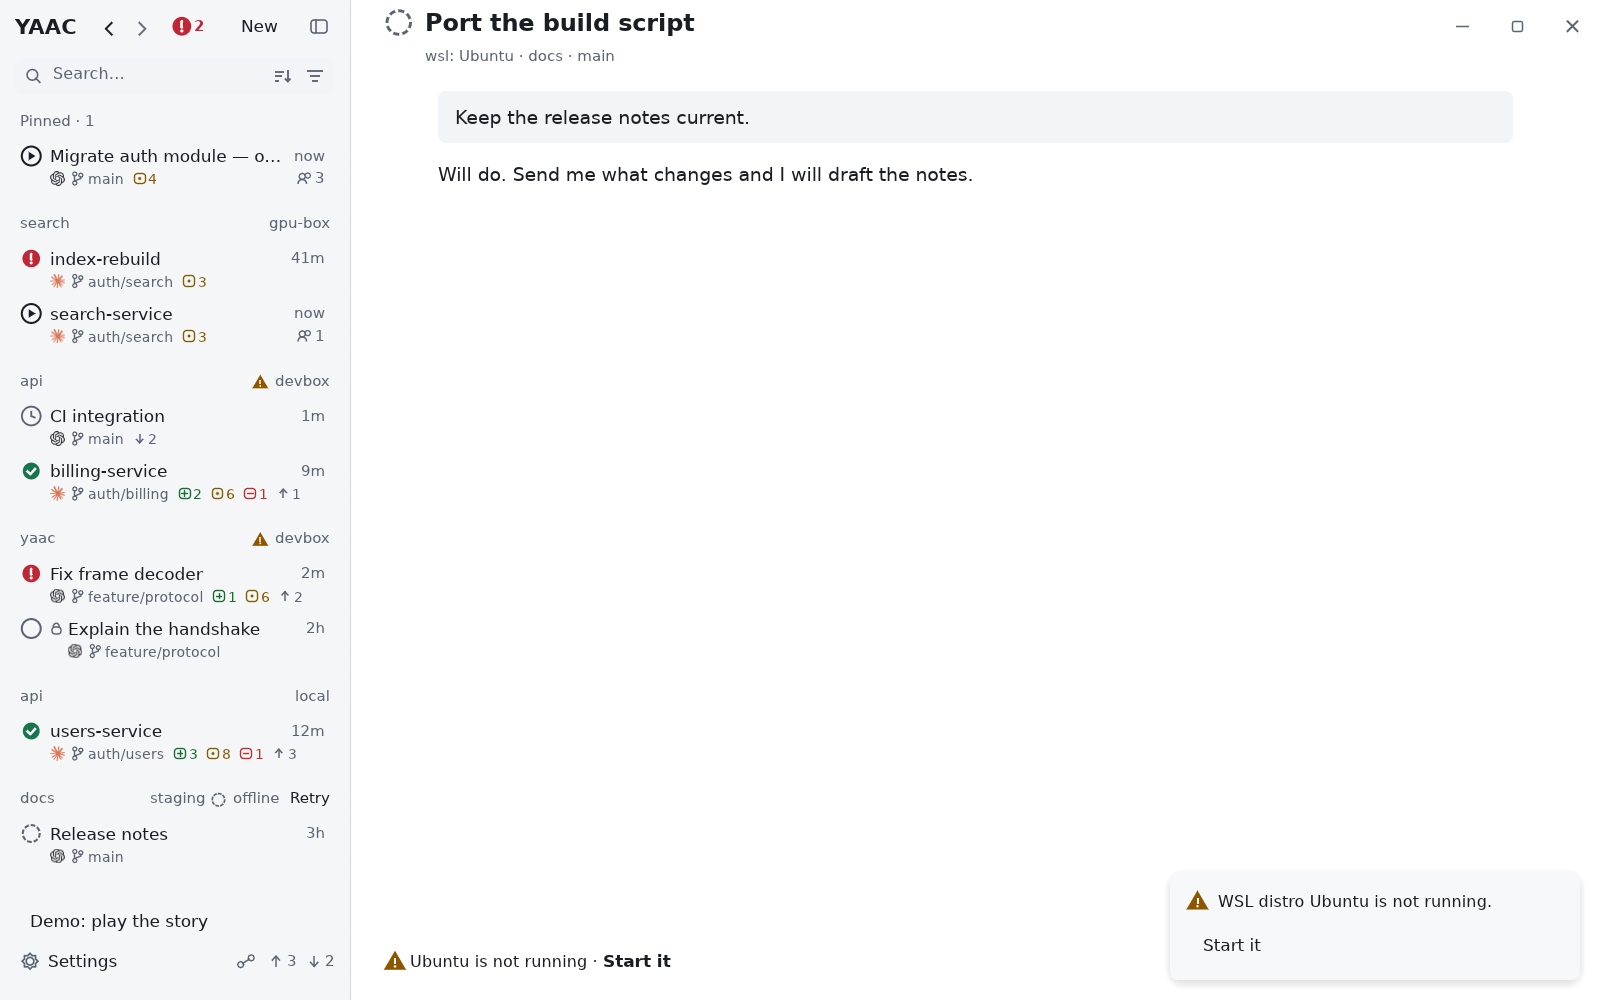 YAAC
2
New
Search...
Pinned · 1
Migrate auth module — o... now
main 4 3
search gpu-box
index-rebuild 41m
auth/search 3
search-service now
auth/search 3 1
api devbox
CI integration 1m
main 2
billing-service 9m
auth/billing 2 6 1 1
yaac devbox
Fix frame decoder 2m
feature/protocol 1 6 2
Explain the handshake 2h
feature/protocol
api local
users-service 12m
auth/users 3 8 1 3
docs staging offline Retry
Release notes 3h
main
Demo: play the story
Settings 3 2
Port the build script
wsl: Ubuntu · docs · main
Keep the release notes current.
Will do. Send me what changes and I will draft the notes.
Ubuntu is not running · Start it
WSL distro Ubuntu is not running.
Start it